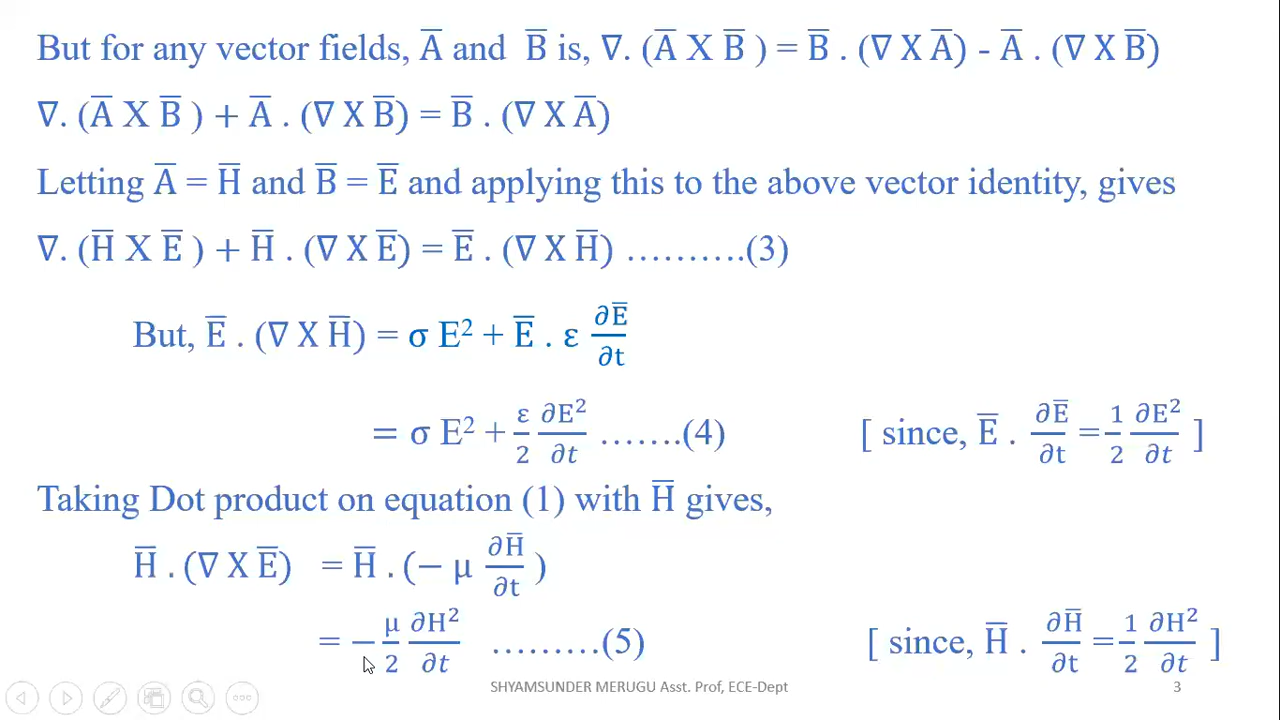 But for any vector fields, A̅ and B̅ is, ∇. (A̅ X B̅ ) = B̅ . (∇ X A̅) - A̅ . (∇ X B̅)
∇. (A̅ X B̅ ) + A̅ . (∇ X B̅) = B̅ . (∇ X A̅)
Letting A̅ = H̅ and B̅ = E̅ and applying this to the above vector identity, gives
∇. (H̅ X E̅ ) + H̅ . (∇ X E̅) = E̅ . (∇ X H̅) ……….(3)
But, E̅ . (∇ X H̅) = σ E² + E̅ . ε ∂E̅/∂t
= σ E² + ε/2 ∂E²/∂t …….(4) [ since, E̅ . ∂E̅/∂t = 1/2 ∂E²/∂t ]
Taking Dot product on equation (1) with H̅ gives,
H̅ . (∇ X E̅) = H̅ . (− μ ∂H̅/∂t )
= − μ/2 ∂H²/∂t ………(5) [ since, H̅ . ∂H̅/∂t = 1/2 ∂H²/∂t ]
SHYAMSUNDER MERUGU Asst. Prof, ECE-Dept 3